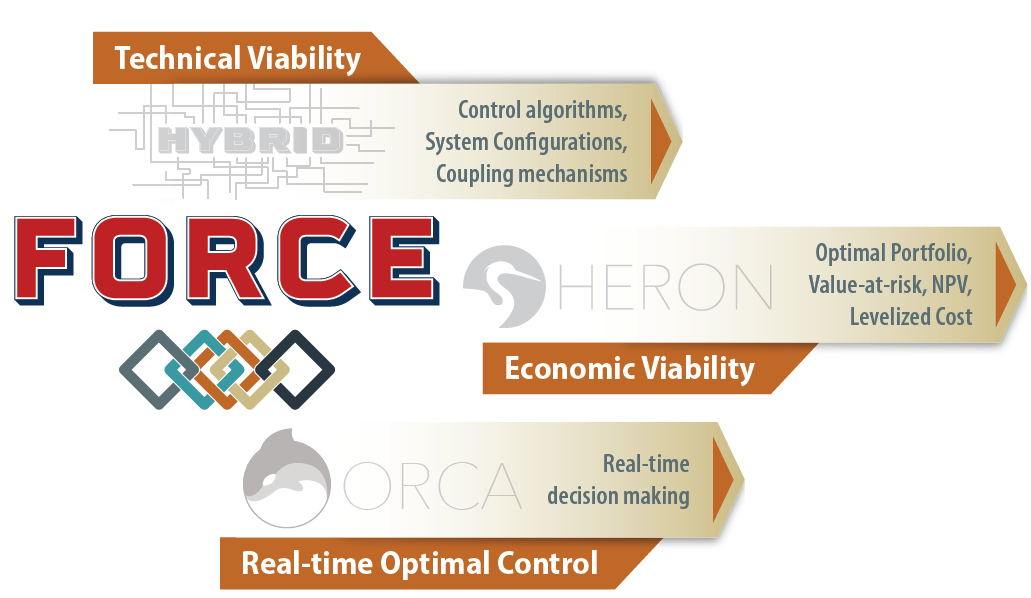 Technical Viability
HYBRID
Control algorithms,
System Configurations,
Coupling mechanisms
FORCE
HERON
Optimal Portfolio,
Value-at-risk, NPV,
Levelized Cost
Economic Viability
ORCA
Real-time
decision making
Real-time Optimal Control